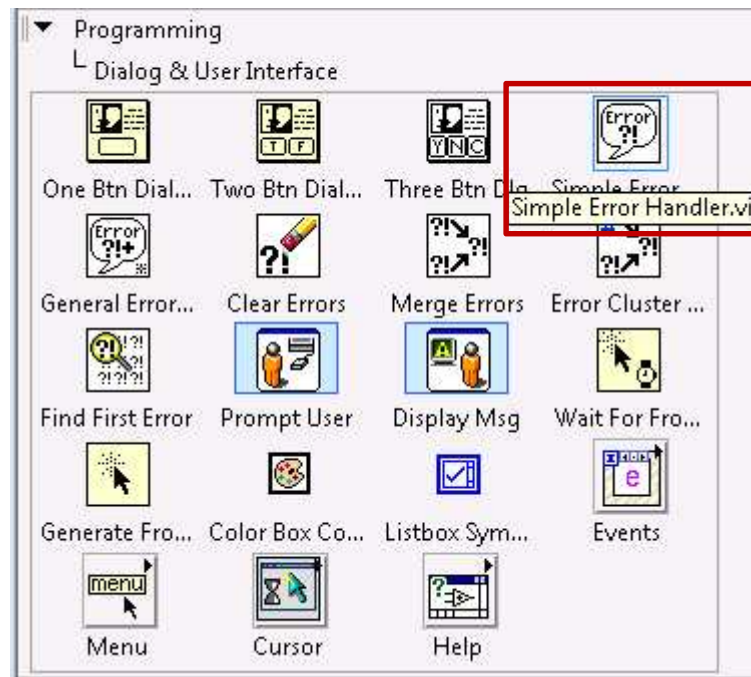 Programming
Dialog & User Interface
One Btn Dial... Two Btn Dial... Three Btn Dlg Simple Error
Simple Error Handler.vi
General Error... Clear Errors Merge Errors Error Cluster ...
Find First Error Prompt User Display Msg Wait For Fro...
Generate Fro... Color Box Co... Listbox Sym... Events
Menu Cursor Help